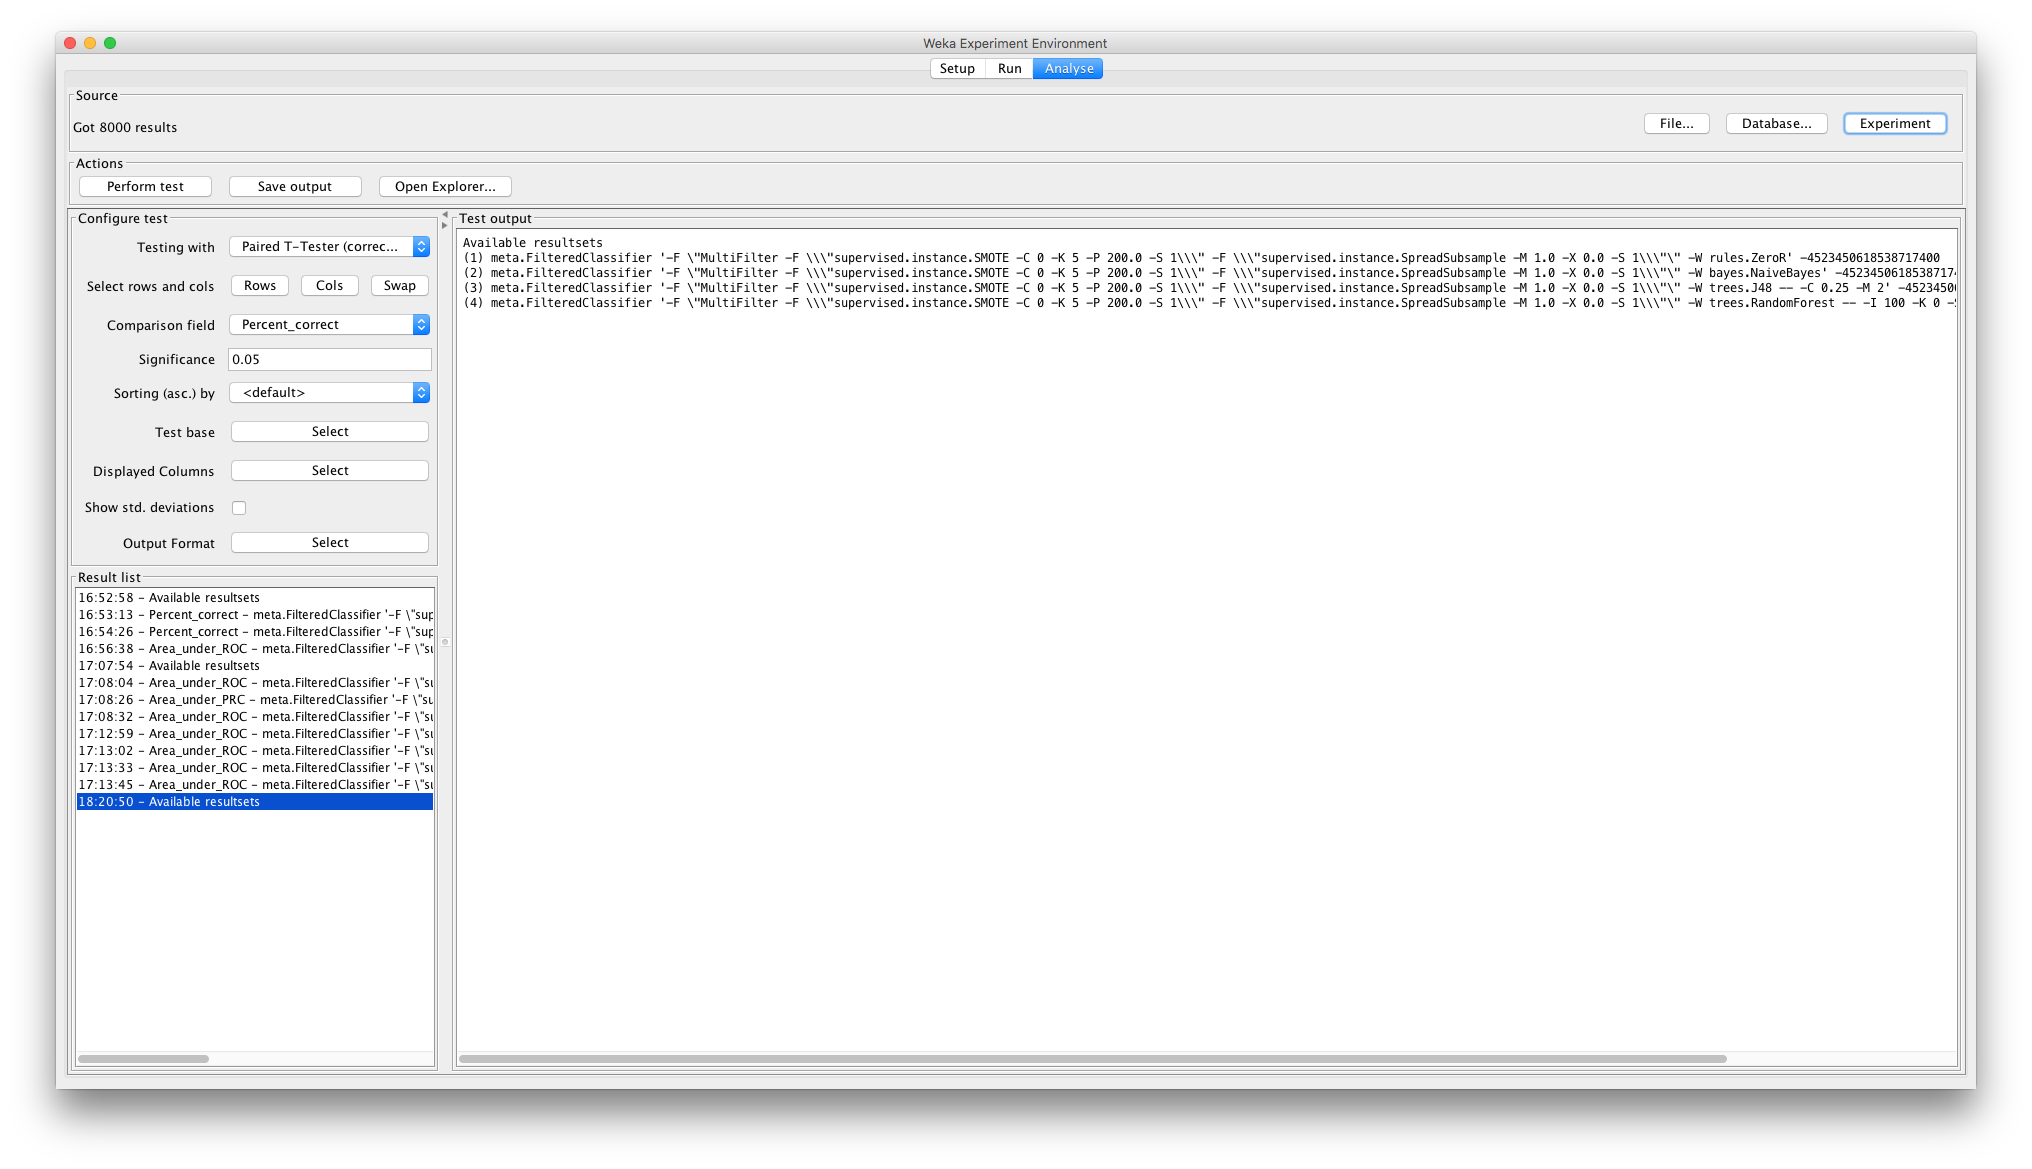 Weka Experiment Environment
Setup Run Analyse
Source
Got 8000 results
File... Database... Experiment
Actions
Perform test Save output Open Explorer...
Configure test
Testing with Paired T-Tester (correc...
Select rows and cols Rows Cols Swap
Comparison field Percent_correct
Significance 0.05
Sorting (asc.) by <default>
Test base Select
Displayed Columns Select
Show std. deviations
Output Format Select
Result list
16:52:58 - Available resultsets
16:53:13 - Percent_correct - meta.FilteredClassifier '-F \"sup
16:54:26 - Percent_correct - meta.FilteredClassifier '-F \"sup
16:56:38 - Area_under_ROC - meta.FilteredClassifier '-F \"su
17:07:54 - Available resultsets
17:08:04 - Area_under_ROC - meta.FilteredClassifier '-F \"su
17:08:26 - Area_under_PRC - meta.FilteredClassifier '-F \"su
17:08:32 - Area_under_ROC - meta.FilteredClassifier '-F \"su
17:12:59 - Area_under_ROC - meta.FilteredClassifier '-F \"su
17:13:02 - Area_under_ROC - meta.FilteredClassifier '-F \"su
17:13:33 - Area_under_ROC - meta.FilteredClassifier '-F \"su
17:13:45 - Area_under_ROC - meta.FilteredClassifier '-F \"su
18:20:50 - Available resultsets
Test output
Available resultsets
(1) meta.FilteredClassifier '-F \"MultiFilter -F \\\"supervised.instance.SMOTE -C 0 -K 5 -P 200.0 -S 1\\\" -F \\\"supervised.instance.SpreadSubsample -M 1.0 -X 0.0 -S 1\\\"\" -W rules.ZeroR' -4523450618538717400
(2) meta.FilteredClassifier '-F \"MultiFilter -F \\\"supervised.instance.SMOTE -C 0 -K 5 -P 200.0 -S 1\\\" -F \\\"supervised.instance.SpreadSubsample -M 1.0 -X 0.0 -S 1\\\"\" -W bayes.NaiveBayes' -45234506185387174
(3) meta.FilteredClassifier '-F \"MultiFilter -F \\\"supervised.instance.SMOTE -C 0 -K 5 -P 200.0 -S 1\\\" -F \\\"supervised.instance.SpreadSubsample -M 1.0 -X 0.0 -S 1\\\"\" -W trees.J48 -- -C 0.25 -M 2' -45234506
(4) meta.FilteredClassifier '-F \"MultiFilter -F \\\"supervised.instance.SMOTE -C 0 -K 5 -P 200.0 -S 1\\\" -F \\\"supervised.instance.SpreadSubsample -M 1.0 -X 0.0 -S 1\\\"\" -W trees.RandomForest -- -I 100 -K 0 -S